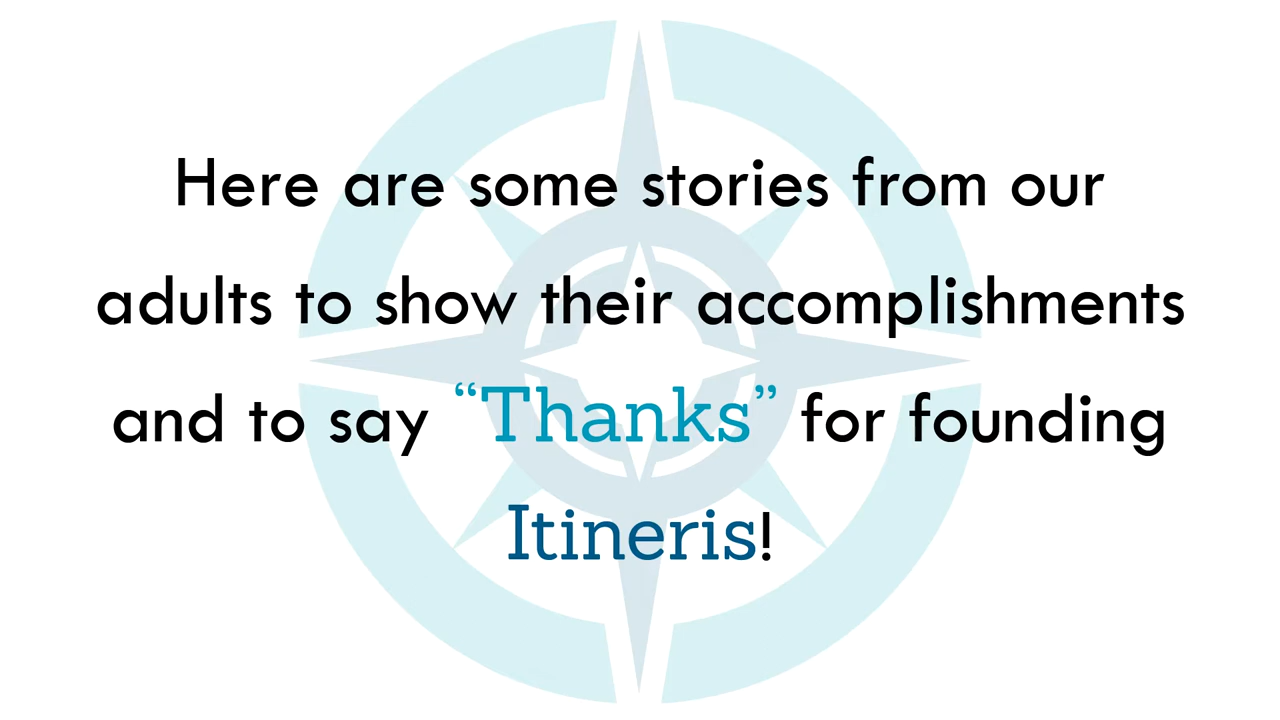 Here are some stories from our
adults to show their accomplishments
and to say “Thanks” for founding
Itineris!